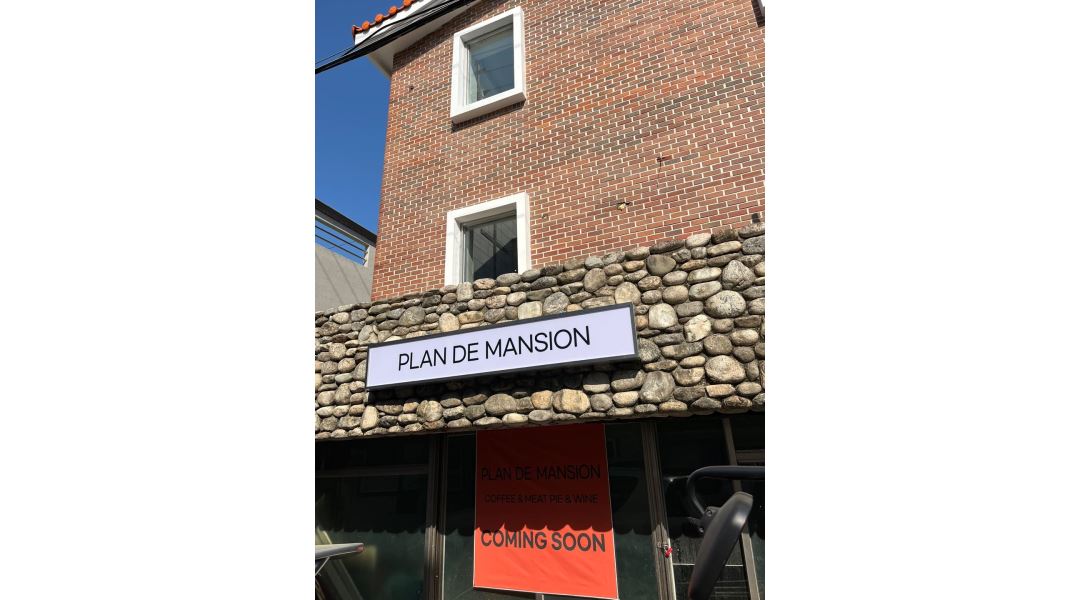 PLAN DE MANSION
PLAN DE MANSION
COFFEE & MEAT PIE & WINE
COMING SOON